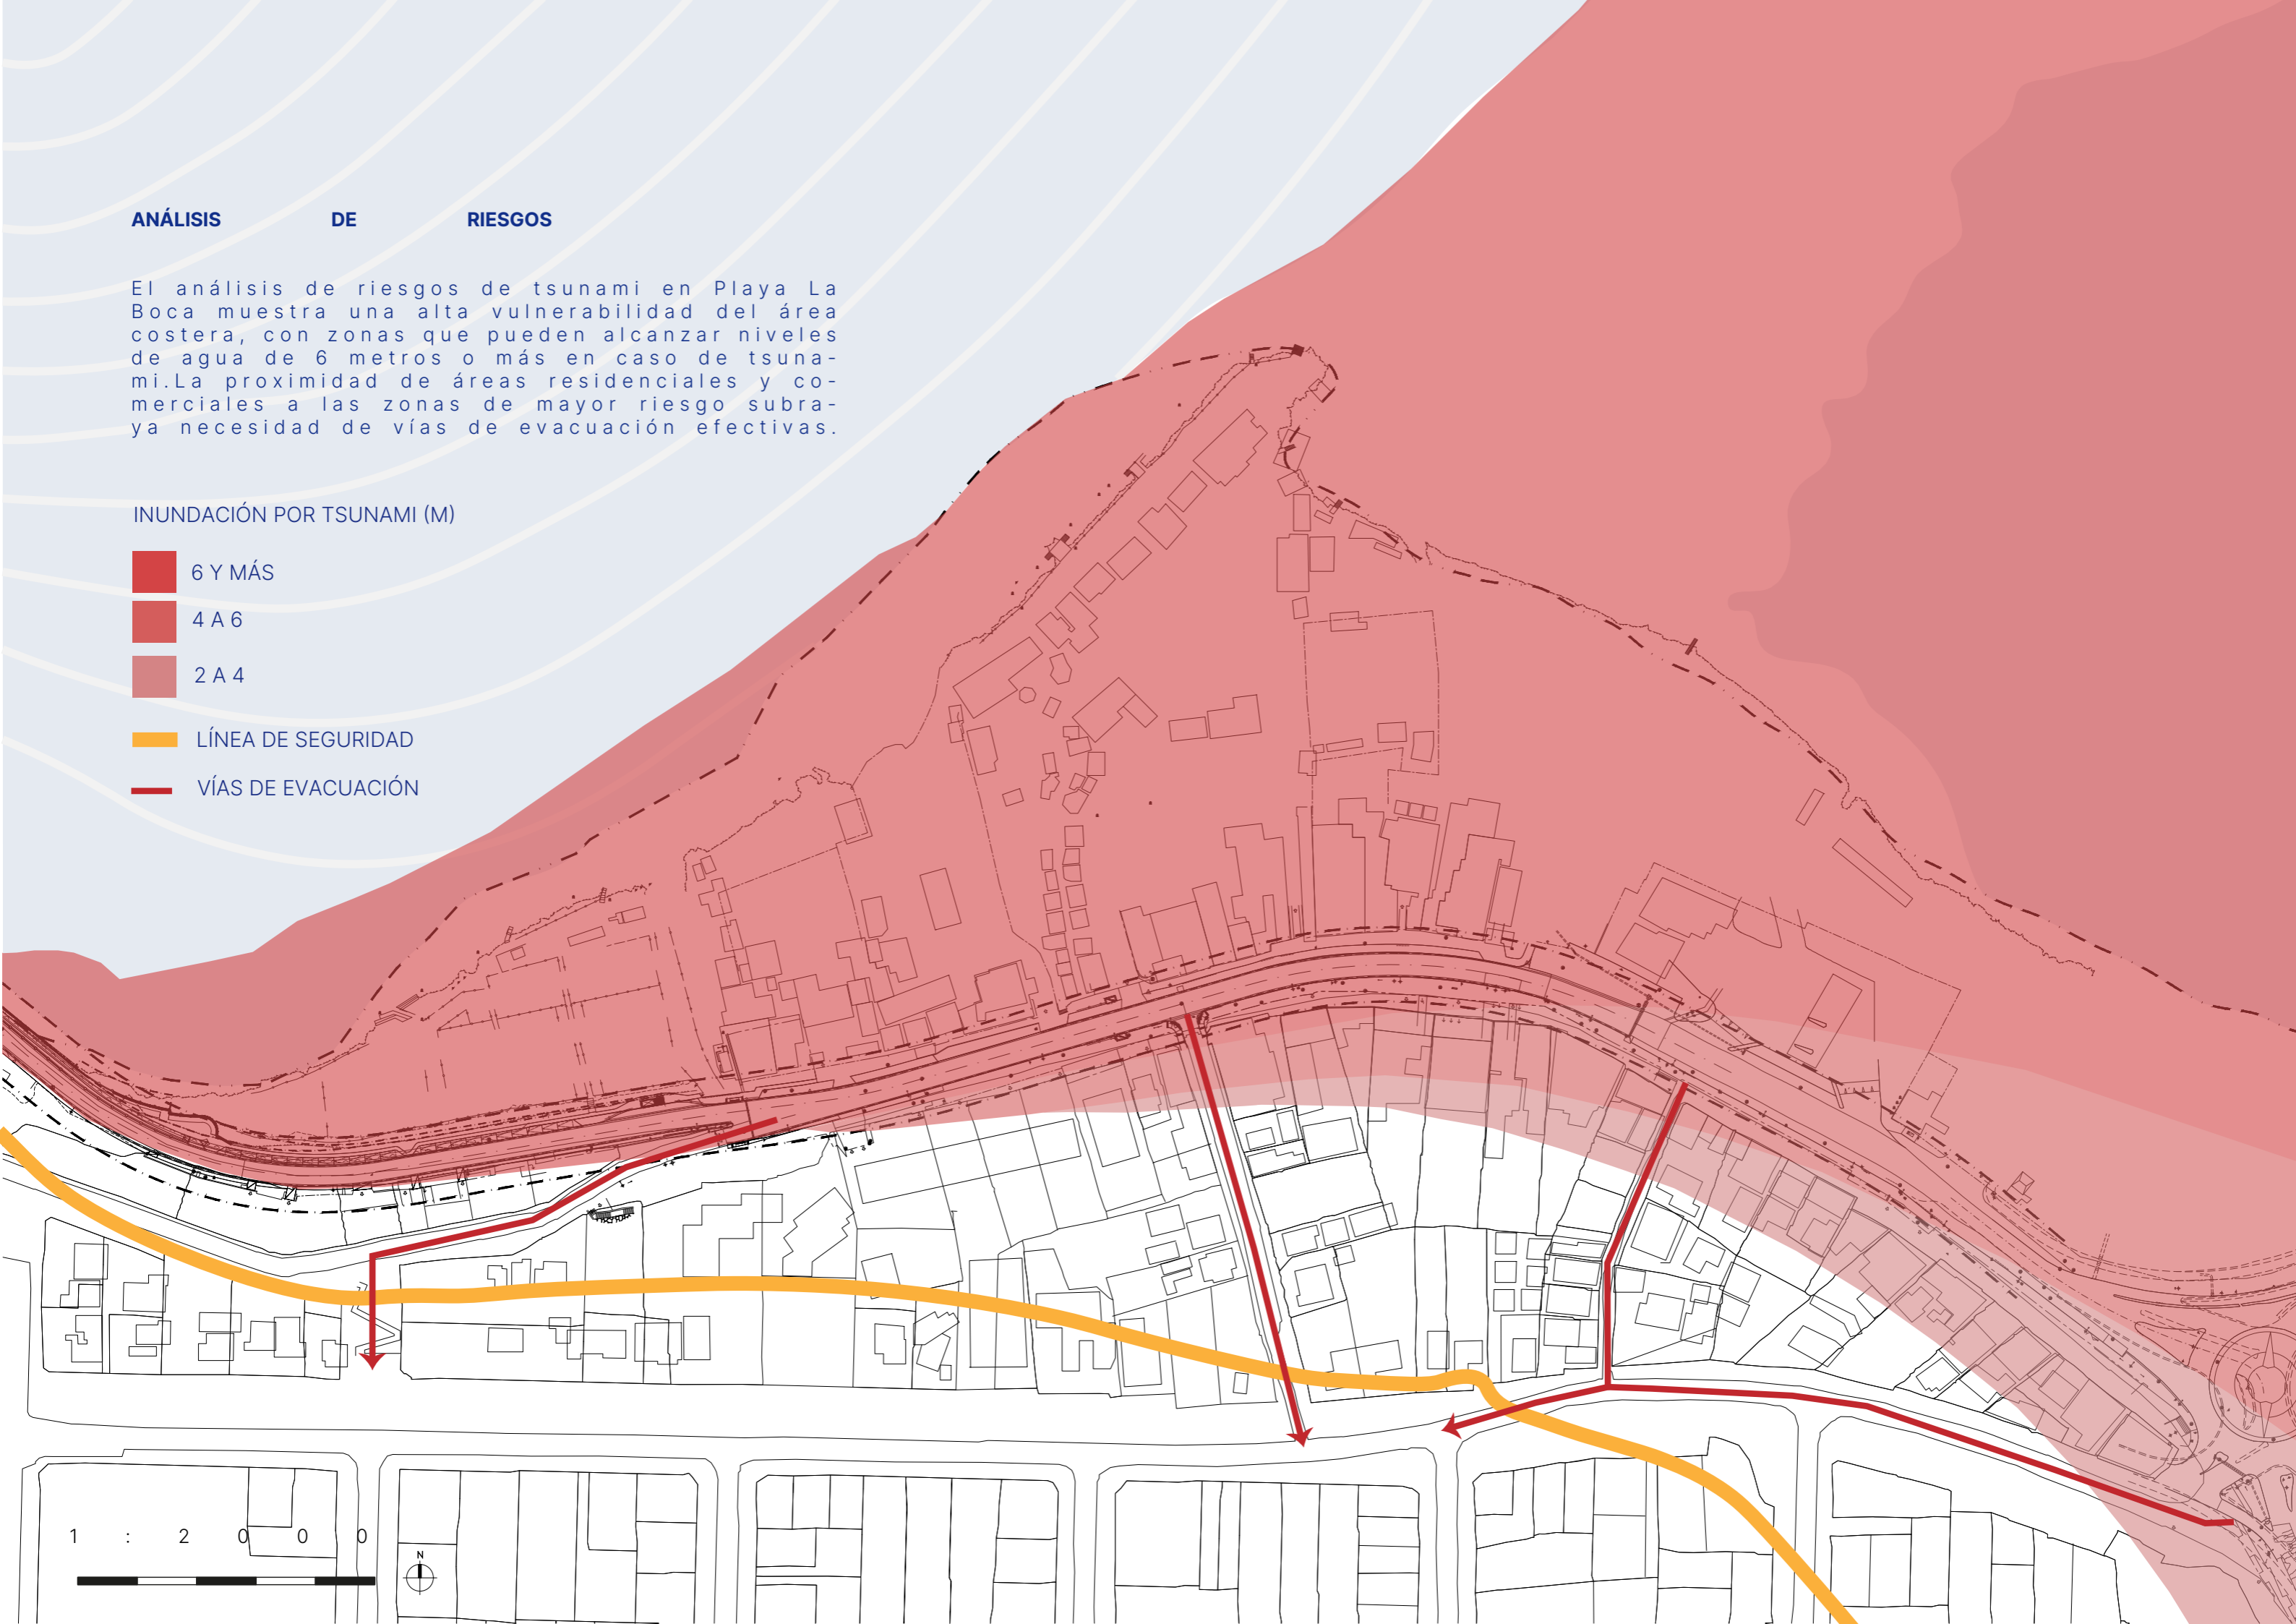 ANÁLISIS DE RIESGOS
El análisis de riesgos de tsunami en Playa La
Boca muestra una alta vulnerabilidad del área
costera, con zonas que pueden alcanzar niveles
de agua de 6 metros o más en caso de tsuna-
mi.La proximidad de áreas residenciales y co-
merciales a las zonas de mayor riesgo subra-
ya necesidad de vías de evacuación efectivas.
INUNDACIÓN POR TSUNAMI (M)
6 Y MÁS
4 A 6
2 A 4
LÍNEA DE SEGURIDAD
VÍAS DE EVACUACIÓN
1 : 2 0 0 0
N